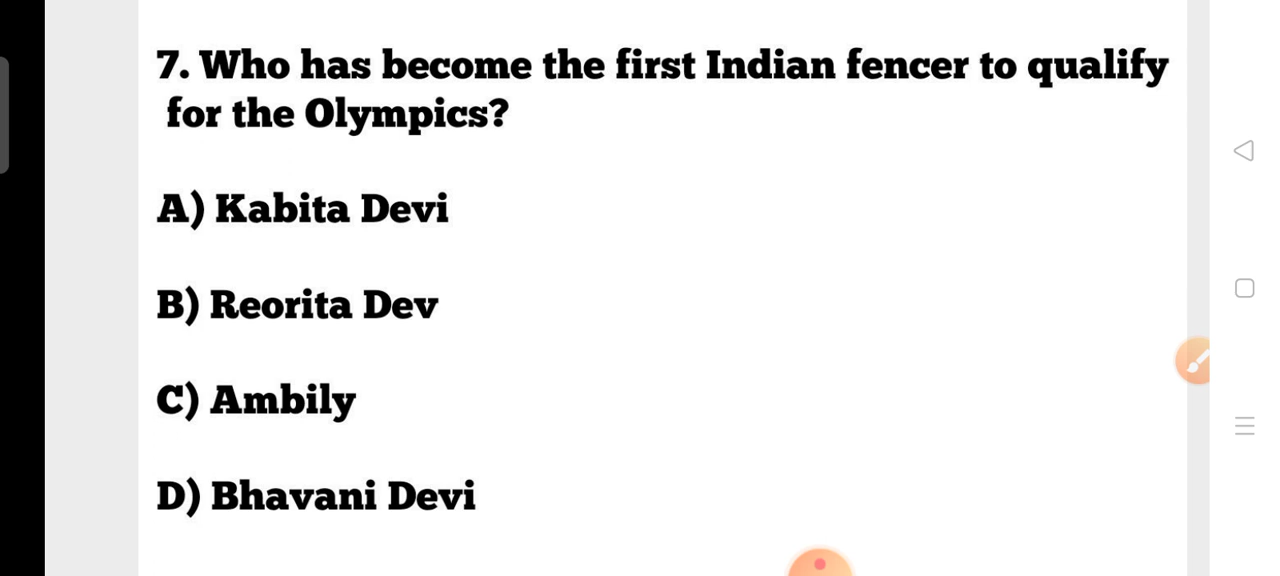 7. Who has become the first Indian fencer to qualify
for the Olympics?
A) Kabita Devi
B) Reorita Dev
C) Ambily
D) Bhavani Devi